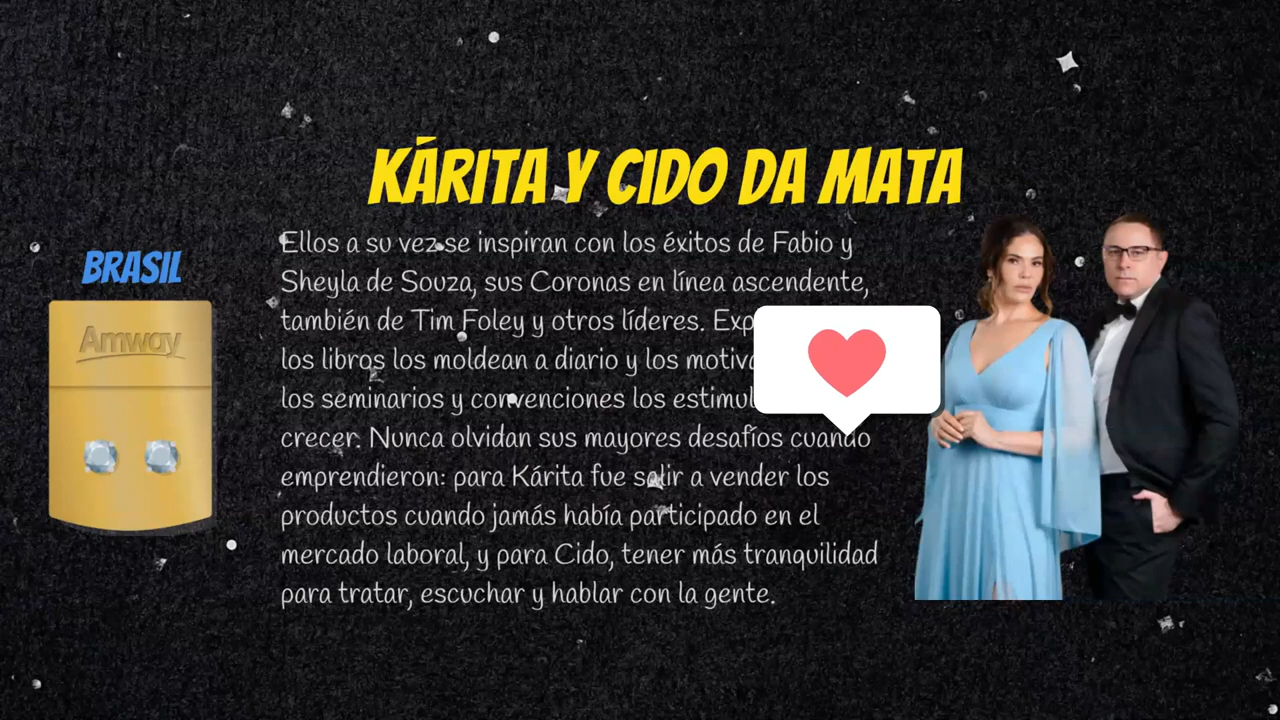 KÁRITA Y CIDO DA MATA
BRASIL
Amway
Ellos a su vez se inspiran con los éxitos de Fabio y
Sheyla de Souza, sus Coronas en línea ascendente,
también de Tim Foley y otros líderes.
los libros los moldean a diario y los
los seminarios y convenciones los
crecer. Nunca olvidan sus mayores desafíos cuando
emprendieron: para Kárita fue salir a vender los
productos cuando jamás había participado en el
mercado laboral, y para Cido, tener más tranquilidad
para tratar, escuchar y hablar con la gente.